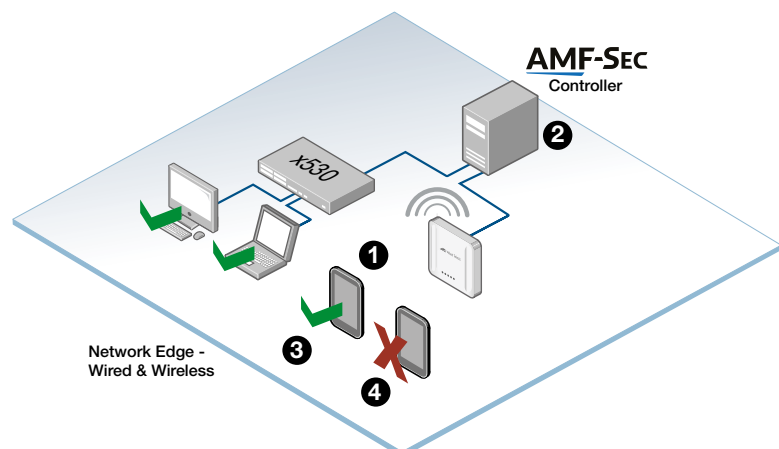 AMF-SEC
Controller
2
x530
1
3
4
Network Edge -
Wired & Wireless